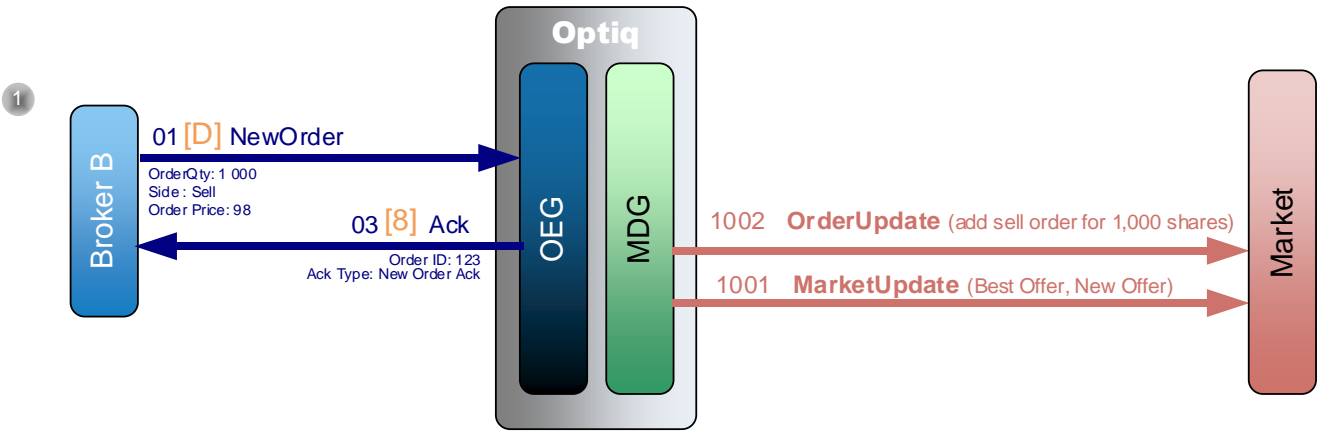 Optiq
1
Broker B
01 [D] NewOrder
OrderQty: 1 000
Side : Sell
Order Price: 98
03 [8] Ack
Order ID: 123
Ack Type: New Order Ack
OEG
MDG
1002 OrderUpdate (add sell order for 1,000 shares)
1001 MarketUpdate (Best Offer, New Offer)
Market